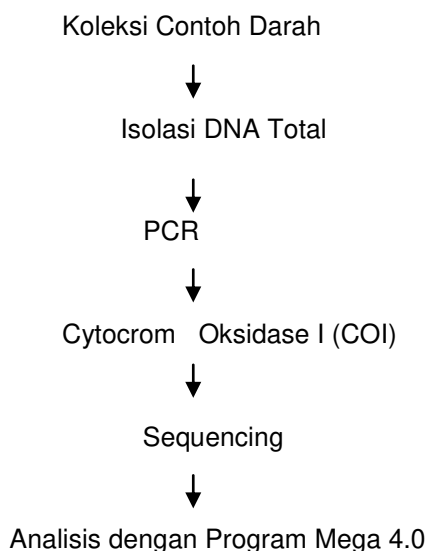 Koleksi Contoh Darah
Isolasi DNA Total
PCR
Cytocrom Oksidase I (COI)
Sequencing
Analisis dengan Program Mega 4.0